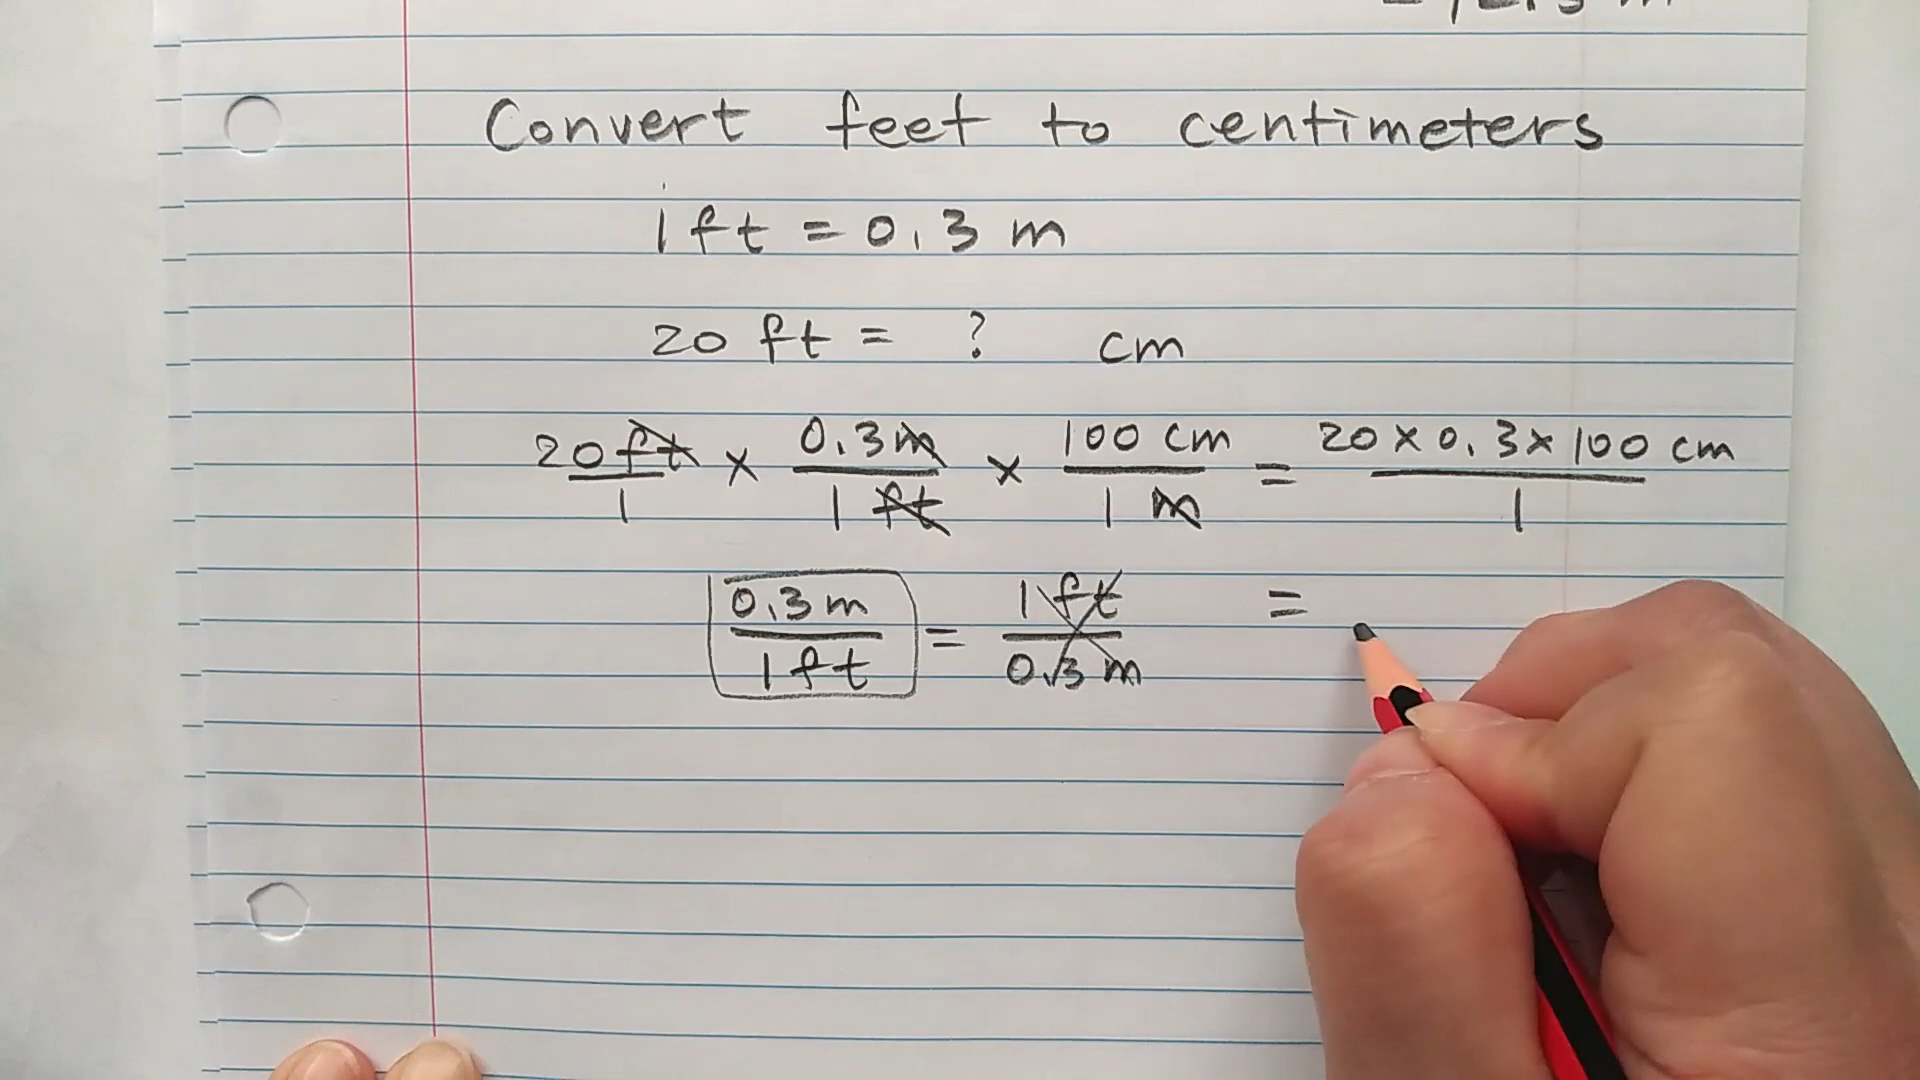 Convert feet to centimeters
1 ft = 0.3 m
20 ft = ? cm
20 ft / 1 × 0.3 m / 1 ft × 100 cm / 1 m = 20 × 0.3 × 100 cm / 1
0.3 m / 1 ft = 1 ft / 0.3 m =